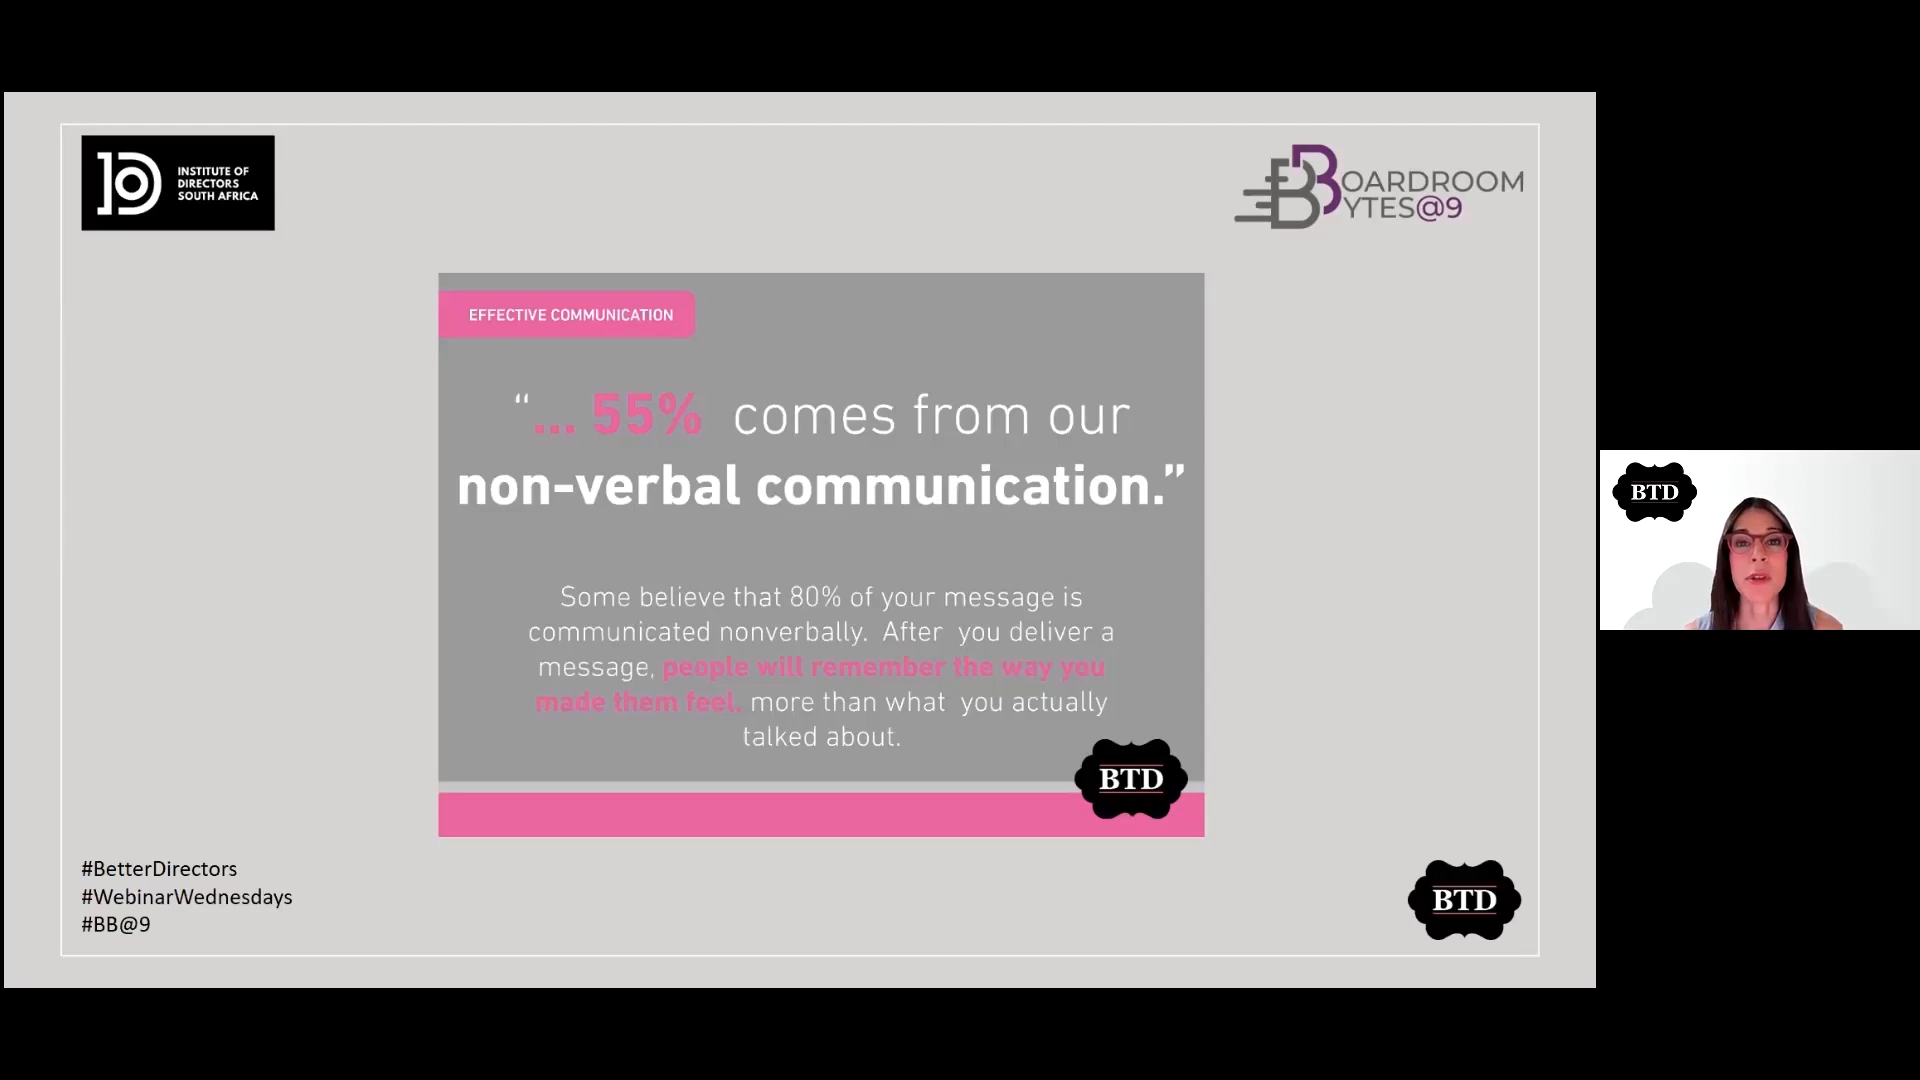 INSTITUTE OF
DIRECTORS
SOUTH AFRICA
BOARDROOM
BYTES@9
EFFECTIVE COMMUNICATION
“... 55% comes from our
non-verbal communication.”
Some believe that 80% of your message is
communicated nonverbally. After you deliver a
message, people will remember the way you
made them feel, more than what you actually
talked about.
BTD
#BetterDirectors
#WebinarWednesdays
#BB@9
BTD
BTD